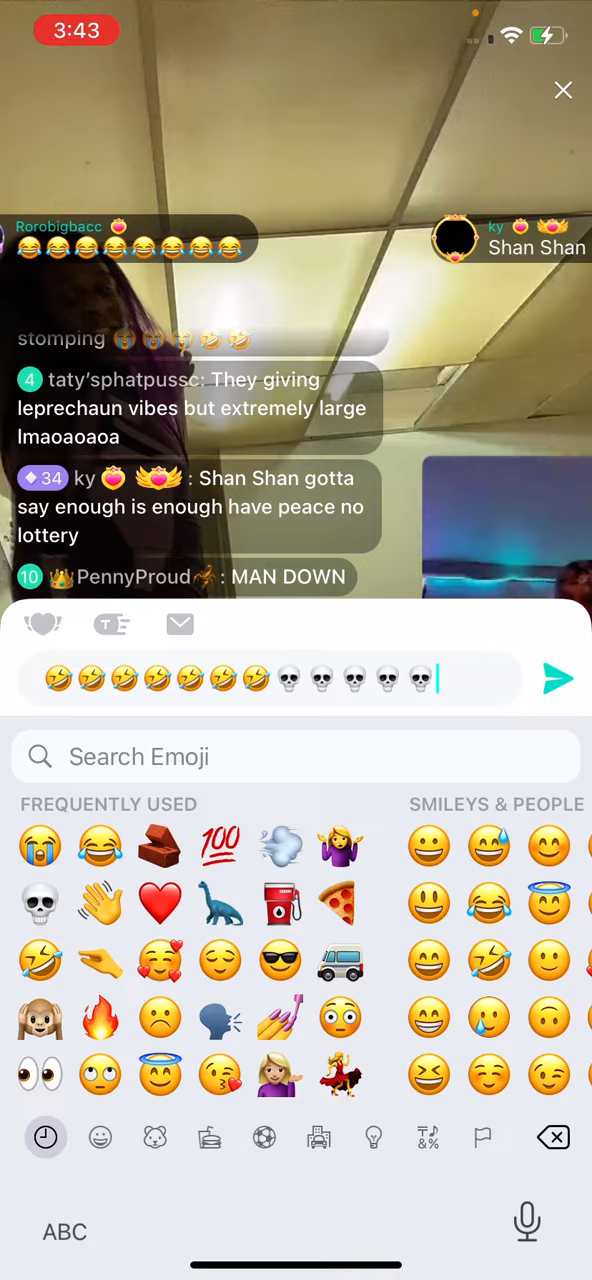 3:43
Rorobigbacc
😂😂😂😂😂😂😂😂
ky
Shan Shan
stomping 😭😭😭🤣🤣
4 taty'sphatpussc: They giving
leprechaun vibes but extremely large
lmaoaoaoa
34 ky : Shan Shan gotta
say enough is enough have peace no
lottery
10 👑PennyProud🦂: MAN DOWN
🤣🤣🤣🤣🤣🤣🤣💀💀💀💀💀
Search Emoji
FREQUENTLY USED
SMILEYS & PEOPLE
ABC